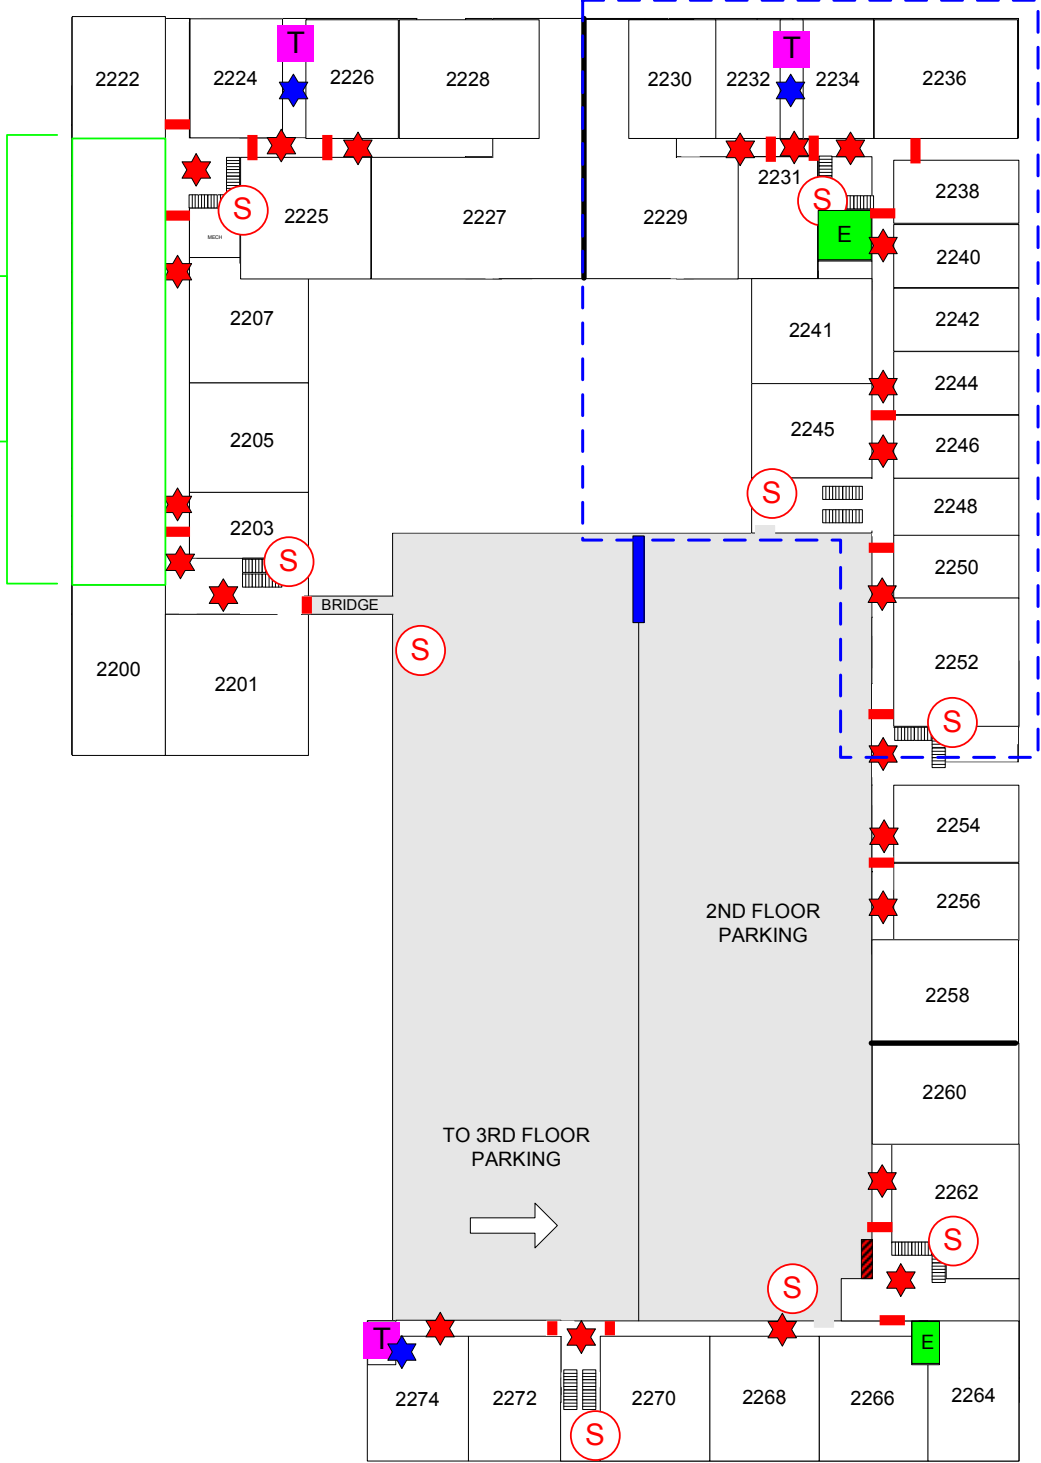 T
T
2222
2224
2226
2228
2230
2232
2234
2236
S
2225
2227
2229
2231
S
2238
MECH
E
2240
2207
2241
2242
2244
2205
2245
2246
S
2248
2203
S
2250
BRIDGE
S
2200
2201
2252
S
2254
2ND FLOOR
PARKING
2256
2258
2260
TO 3RD FLOOR
PARKING
2262
S
S
T
E
2274
2272
2270
2268
2266
2264
S